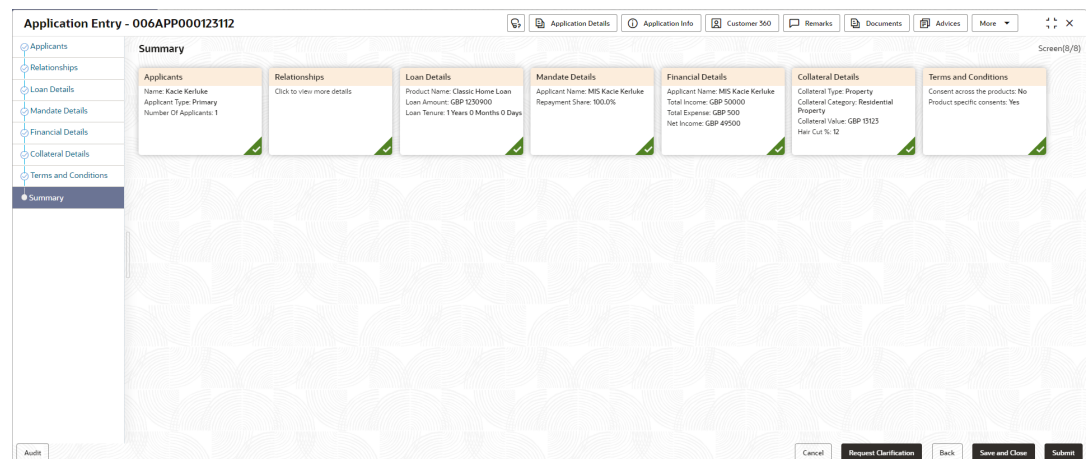 Application Entry - 006APP000123112
Application Details
Application Info
Customer 360
Remarks
Documents
Advices
More
Applicants
Relationships
Loan Details
Mandate Details
Financial Details
Collateral Details
Terms and Conditions
Summary
Summary
Screen(8/8)
Applicants
Name: Kacie Kerluke
Applicant Type: Primary
Number Of Applicants: 1
Relationships
Click to view more details
Loan Details
Product Name: Classic Home Loan
Loan Amount: GBP 1230900
Loan Tenure: 1 Years 0 Months 0 Days
Mandate Details
Applicant Name: MIS Kacie Kerluke
Repayment Share: 100.0%
Financial Details
Applicant Name: MIS Kacie Kerluke
Total Income: GBP 50000
Total Expense: GBP 500
Net Income: GBP 49500
Collateral Details
Collateral Type: Property
Collateral Category: Residential
Property
Collateral Value: GBP 13123
Hair Cut %: 12
Terms and Conditions
Consent across the products: No
Product specific consents: Yes
Audit
Cancel
Request Clarification
Back
Save and Close
Submit